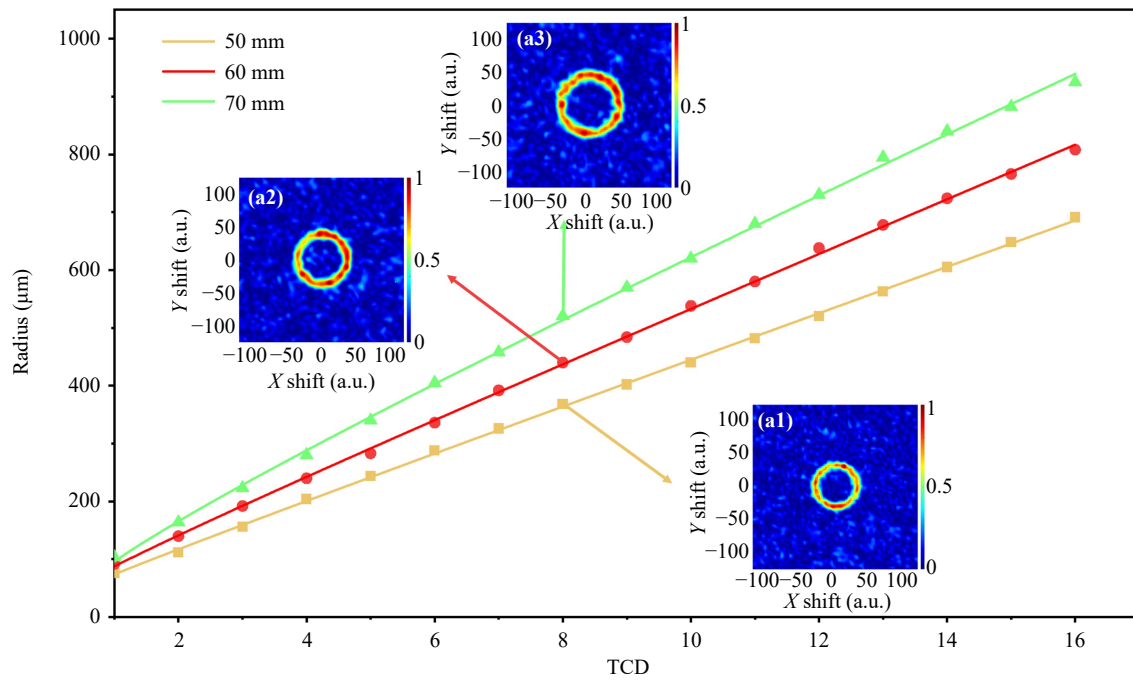 1000
800
600
400
200
0
Radius (μm)
50 mm
60 mm
70 mm
(a3)
100
50
0
−50
−100
Y shift (a.u.)
−100−50 0 50 100
X shift (a.u.)
1
0.5
0
(a2)
100
50
0
−50
−100
Y shift (a.u.)
−100−50 0 50 100
X shift (a.u.)
1
0.5
0
(a1)
100
50
0
−50
−100
Y shift (a.u.)
−100−50 0 50 100
X shift (a.u.)
1
0.5
0
2 4 6 8 10 12 14 16
TCD